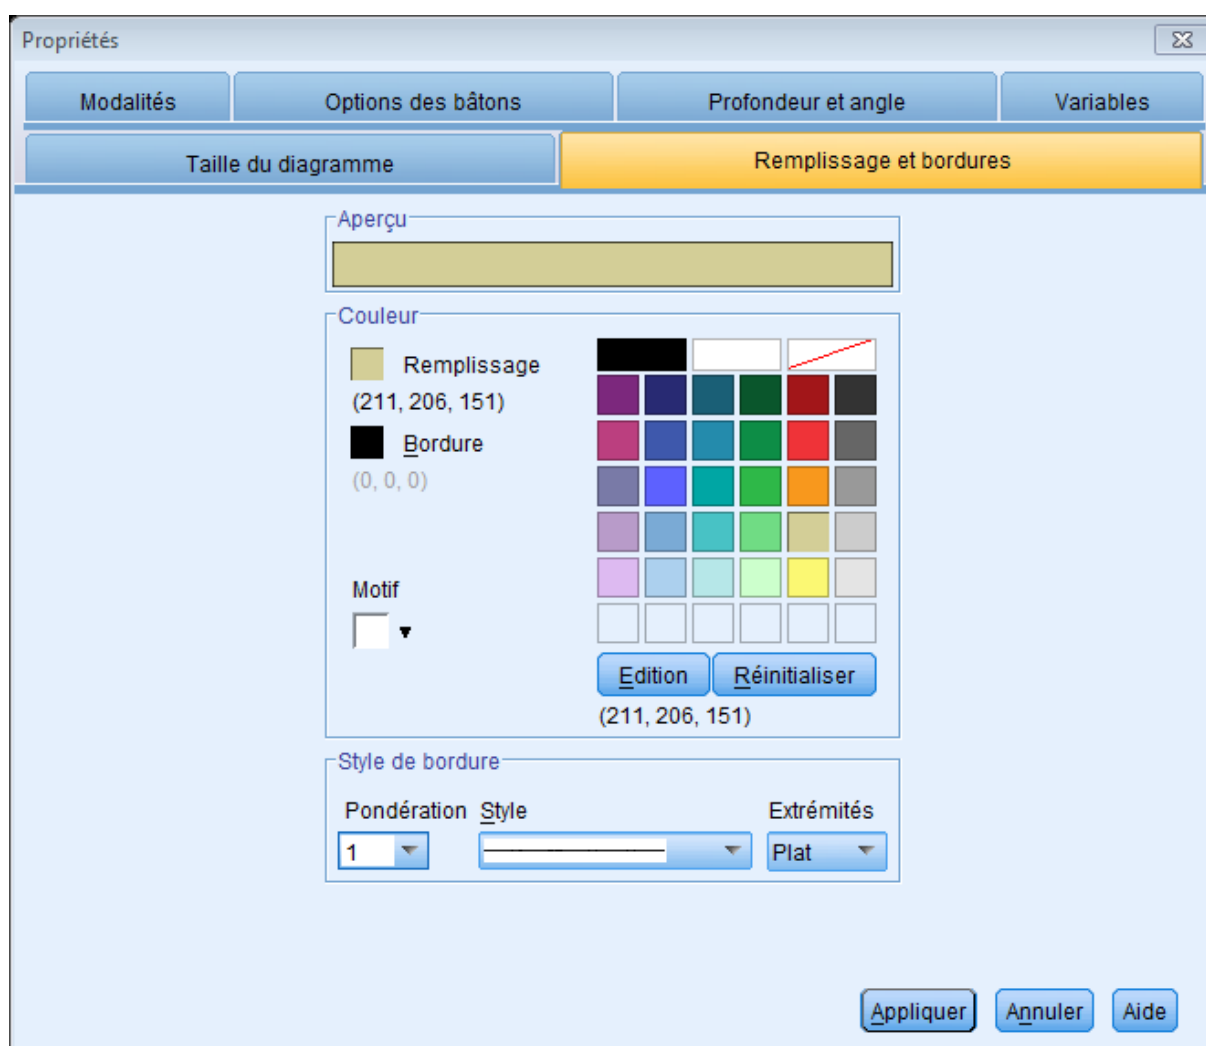 Propriétés
Modalités Options des bâtons Profondeur et angle Variables
Taille du diagramme Remplissage et bordures
Aperçu
Couleur
Remplissage
(211, 206, 151)
Bordure
(0, 0, 0)
Motif
Edition Réinitialiser
(211, 206, 151)
Style de bordure
Pondération Style Extrémités
1 Plat
Appliquer Annuler Aide